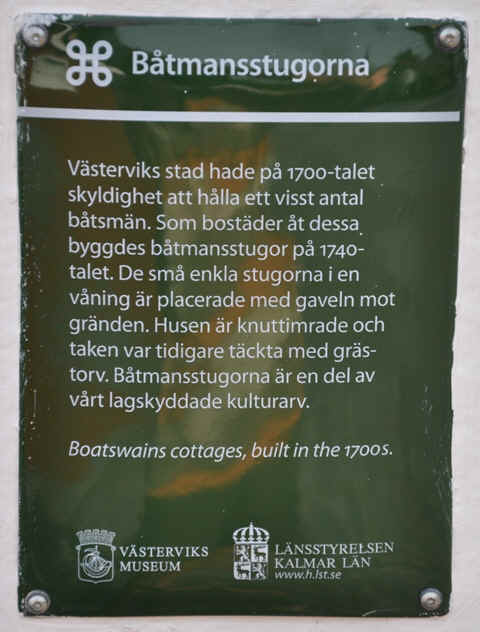 Båtmansstugorna
Västerviks stad hade på 1700-talet
skyldighet att hålla ett visst antal
båtsmän. Som bostäder åt dessa
byggdes båtmansstugor på 1740-
talet. De små enkla stugorna i en
våning är placerade med gaveln mot
gränden. Husen är knuttimrade och
taken var tidigare täckta med gräs-
torv. Båtmansstugorna är en del av
vårt lagskyddade kulturarv.
Boatswains cottages, built in the 1700s.
VÄSTERVIKS
MUSEUM
LÄNSSTYRELSEN
KALMAR LÄN
www.h.lst.se